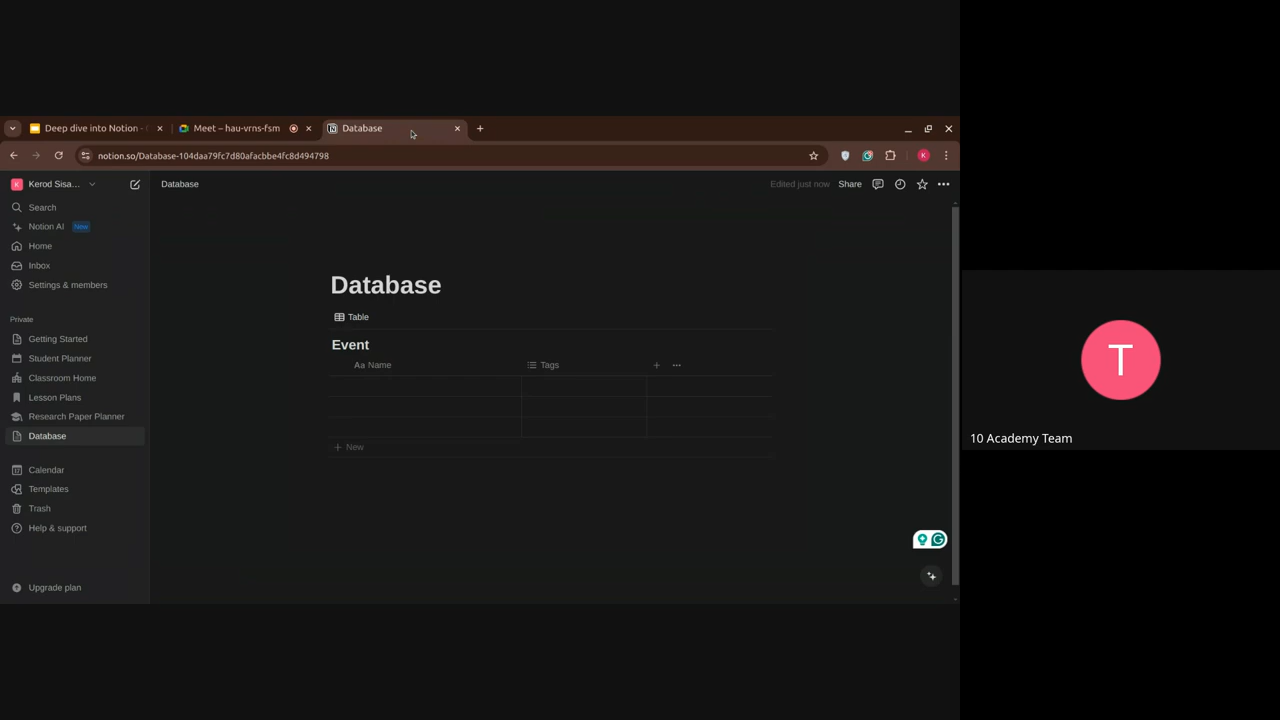 Deep dive into Notion -
Meet – hau-vrns-fsm
Database
notion.so/Database-104daa79fc7d80afacbbe4fc8d494798
K
K
Kerod Sisa...
Database
Edited just now
Share
Search
Notion AI New
Home
Inbox
Settings & members
Private
Getting Started
Student Planner
Classroom Home
Lesson Plans
Research Paper Planner
Database
Calendar
Templates
Trash
Help & support
Upgrade plan
Database
Table
Event
Aa Name
Tags
New
T
10 Academy Team